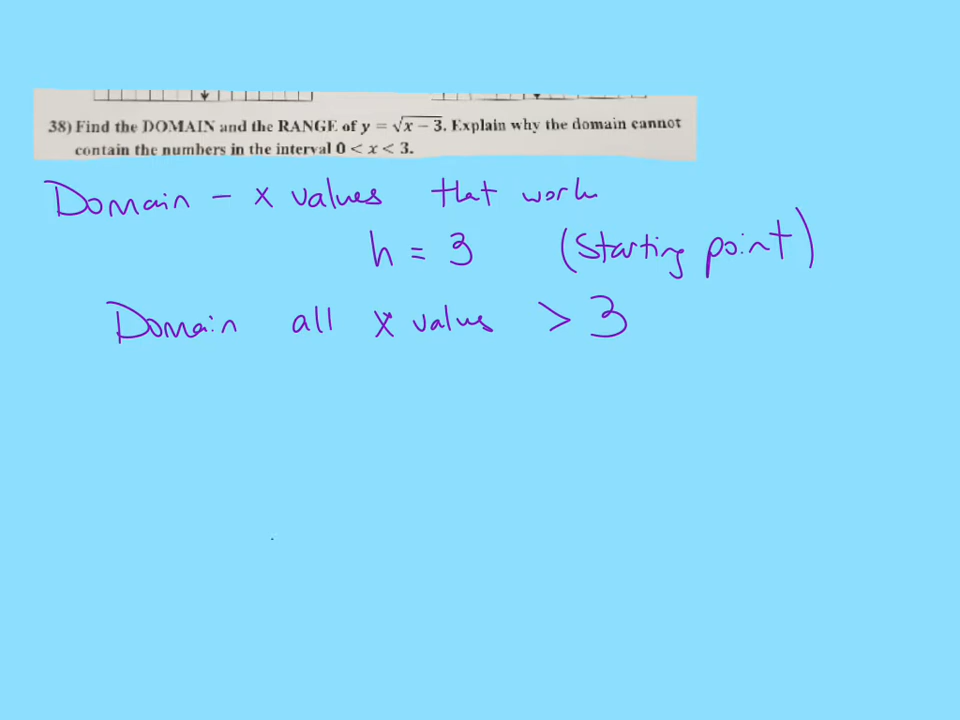 38) Find the DOMAIN and the RANGE of y = √x − 3. Explain why the domain cannot
contain the numbers in the interval 0 < x < 3.
Domain - x values that work
h = 3 (Starting point)
Domain all x values > 3